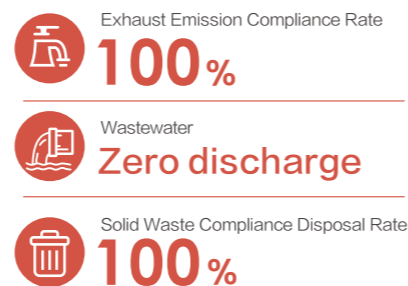 Exhaust Emission Compliance Rate
100%
Wastewater
Zero discharge
Solid Waste Compliance Disposal Rate
100%